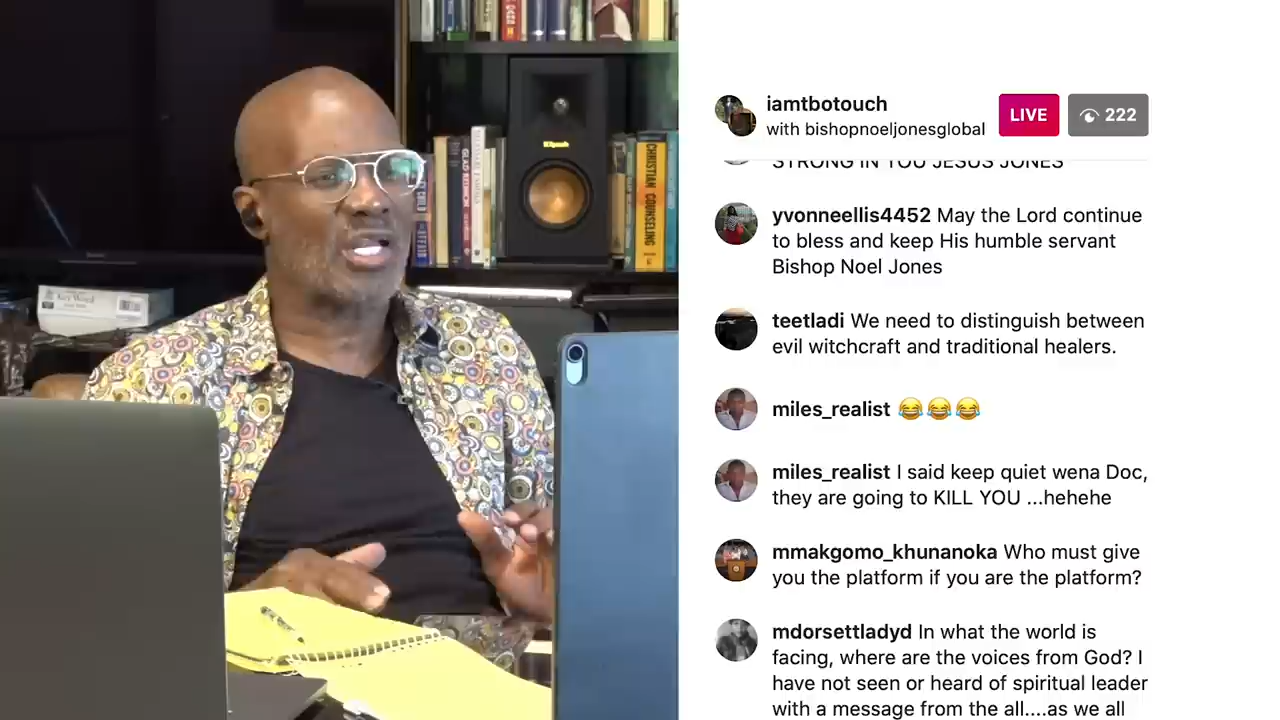 iamtbotouch
with bishopnoeljonesglobal
LIVE
222
STRONG IN YOU JESUS JONES
yvonneellis4452 May the Lord continue
to bless and keep His humble servant
Bishop Noel Jones
teetladi We need to distinguish between
evil witchcraft and traditional healers.
miles_realist 😂😂😂
miles_realist I said keep quiet wena Doc,
they are going to KILL YOU ...hehehe
mmakgomo_khunanoka Who must give
you the platform if you are the platform?
mdorsettladyd In what the world is
facing, where are the voices from God? I
have not seen or heard of spiritual leader
with a message from the all....as we all
Klipsch
CHRISTIAN COUNSELING
Key Word